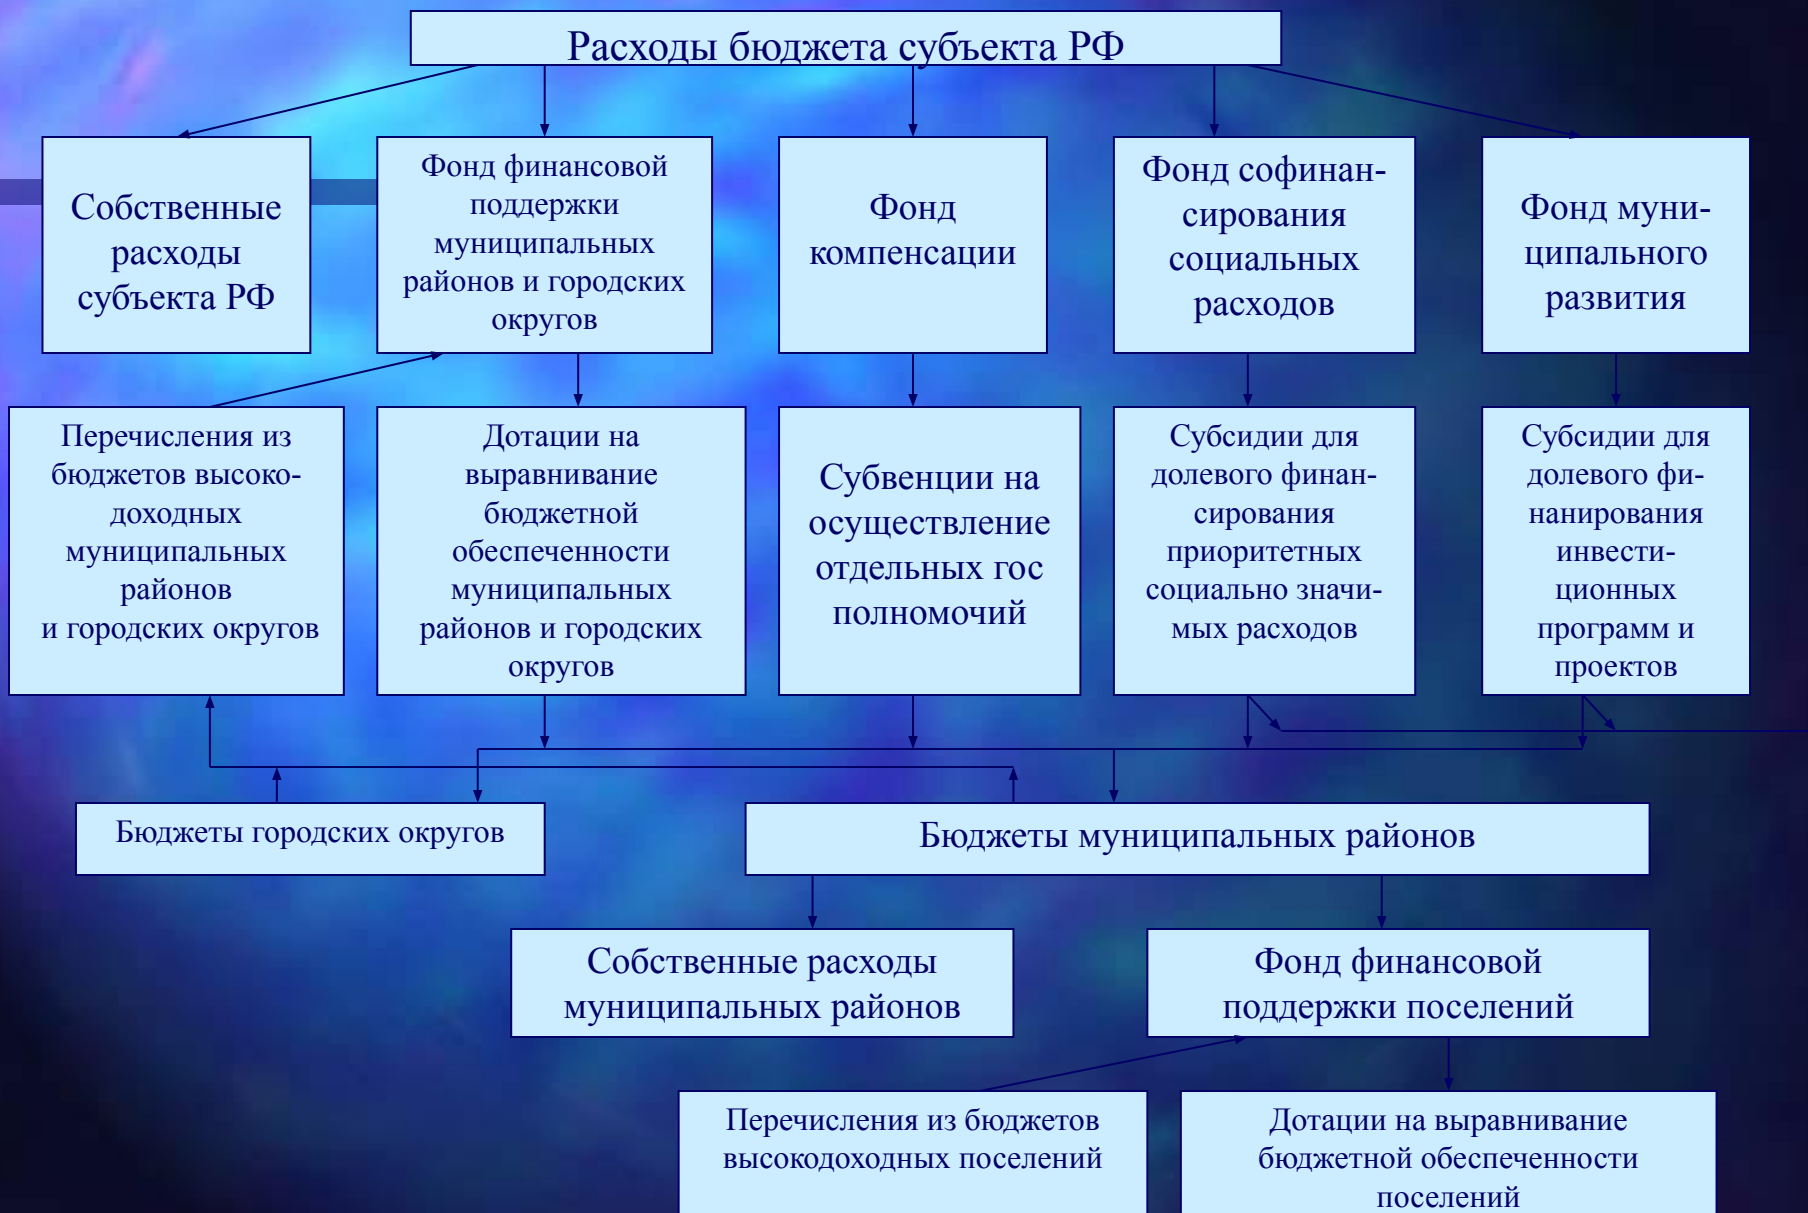 Расходы бюджета субъекта РФ
Собственные
расходы
субъекта РФ
Фонд финансовой
поддержки
муниципальных
районов и городских
округов
Фонд
компенсации
Фонд софинан-
сирования
социальных
расходов
Фонд муни-
ципального
развития
Перечисления из
бюджетов высоко-
доходных
муниципальных
районов
и городских округов
Дотации на
выравнивание
бюджетной
обеспеченности
муниципальных
районов и городских
округов
Субвенции на
осуществление
отдельных гос
полномочий
Субсидии для
долевого финан-
сирования
приоритетных
социально значи-
мых расходов
Субсидии для
долевого фи-
нанирования
инвести-
ционных
программ и
проектов
Бюджеты городских округов
Бюджеты муниципальных районов
Собственные расходы
муниципальных районов
Фонд финансовой
поддержки поселений
Перечисления из бюджетов
высокодоходных поселений
Дотации на выравнивание
бюджетной обеспеченности
поселений